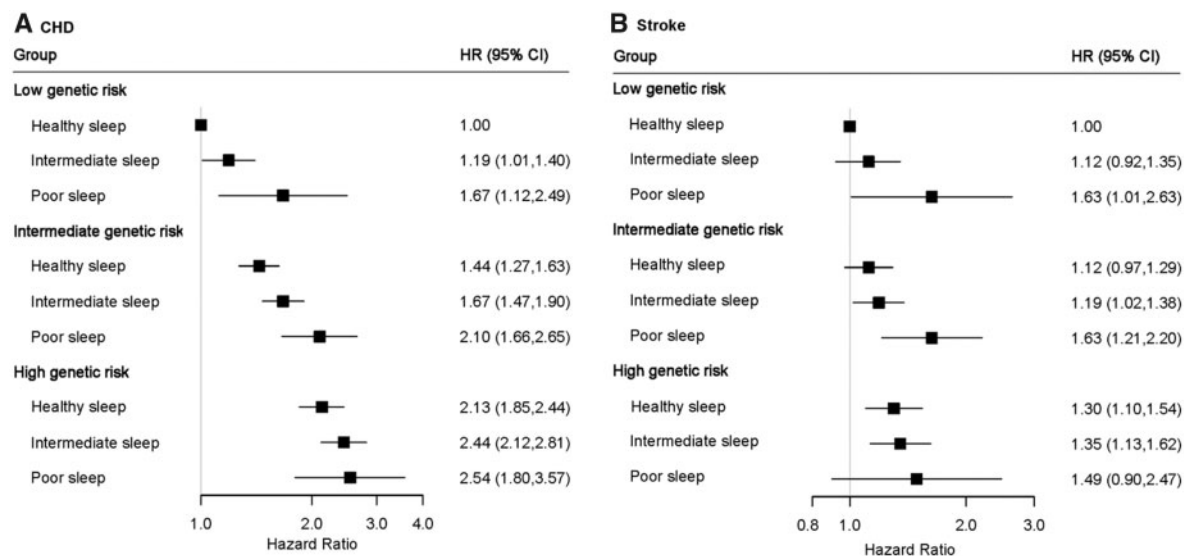 A CHD
Group HR (95% CI)
Low genetic risk
Healthy sleep 1.00
Intermediate sleep 1.19 (1.01,1.40)
Poor sleep 1.67 (1.12,2.49)
Intermediate genetic risk
Healthy sleep 1.44 (1.27,1.63)
Intermediate sleep 1.67 (1.47,1.90)
Poor sleep 2.10 (1.66,2.65)
High genetic risk
Healthy sleep 2.13 (1.85,2.44)
Intermediate sleep 2.44 (2.12,2.81)
Poor sleep 2.54 (1.80,3.57)
1.0 2.0 3.0 4.0
Hazard Ratio
B Stroke
Group HR (95% CI)
Low genetic risk
Healthy sleep 1.00
Intermediate sleep 1.12 (0.92,1.35)
Poor sleep 1.63 (1.01,2.63)
Intermediate genetic risk
Healthy sleep 1.12 (0.97,1.29)
Intermediate sleep 1.19 (1.02,1.38)
Poor sleep 1.63 (1.21,2.20)
High genetic risk
Healthy sleep 1.30 (1.10,1.54)
Intermediate sleep 1.35 (1.13,1.62)
Poor sleep 1.49 (0.90,2.47)
0.8 1.0 2.0 3.0
Hazard Ratio